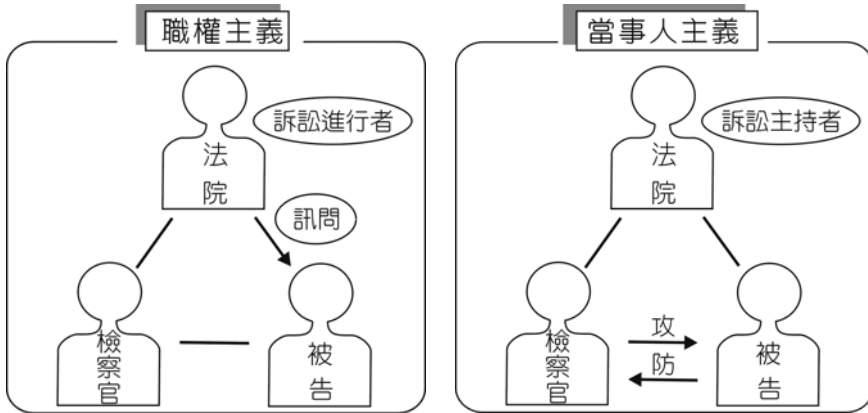 職權主義
訴訟進行者
法院
訊問
檢察官
被告
當事人主義
訴訟主持者
法院
檢察官
攻
防
被告